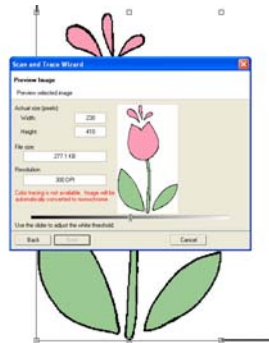 Scan and Trace Wizard
Preview Image
Preview selected image
Actual size (pixels)
Width: 230
Height: 410
File size:
277.1 KB
Resolution:
300 DPI
Color tracing is not available. Image will be
automatically converted to monochrome
Use the slider to adjust the white threshold.
Back
Cancel